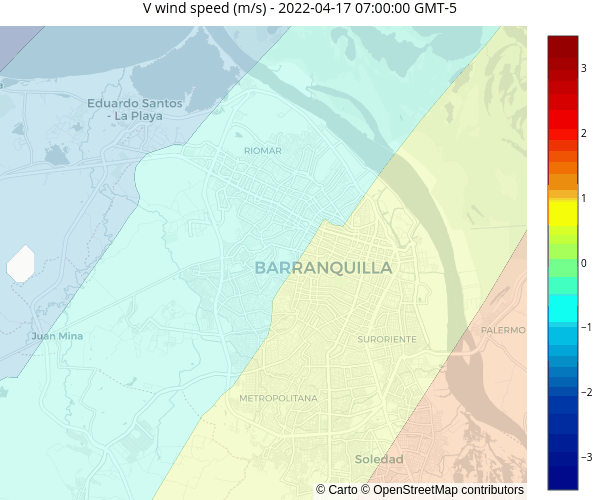 V wind speed (m/s) - 2022-04-17 07:00:00 GMT-5
Eduardo Santos
- La Playa
RIOMAR
BARRANQUILLA
Juan Mina
SURORIENTE
PALERMO
METROPOLITANA
Soledad
© Carto © OpenStreetMap contributors
3
2
1
0
−1
−2
−3